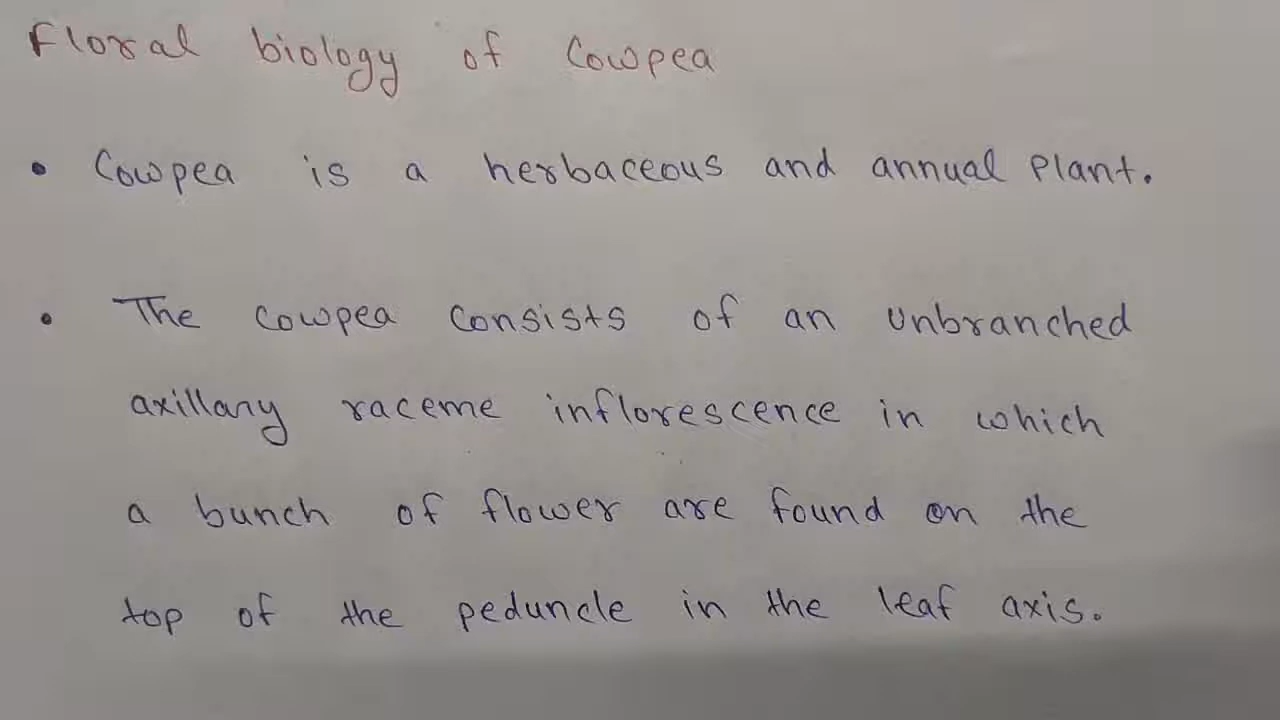 Floral biology of Cowpea
• Cowpea is a herbaceous and annual Plant.
• The cowpea consists of an unbranched
axillary raceme inflorescence in which
a bunch of flower are found on the
top of the peduncle in the leaf axis.